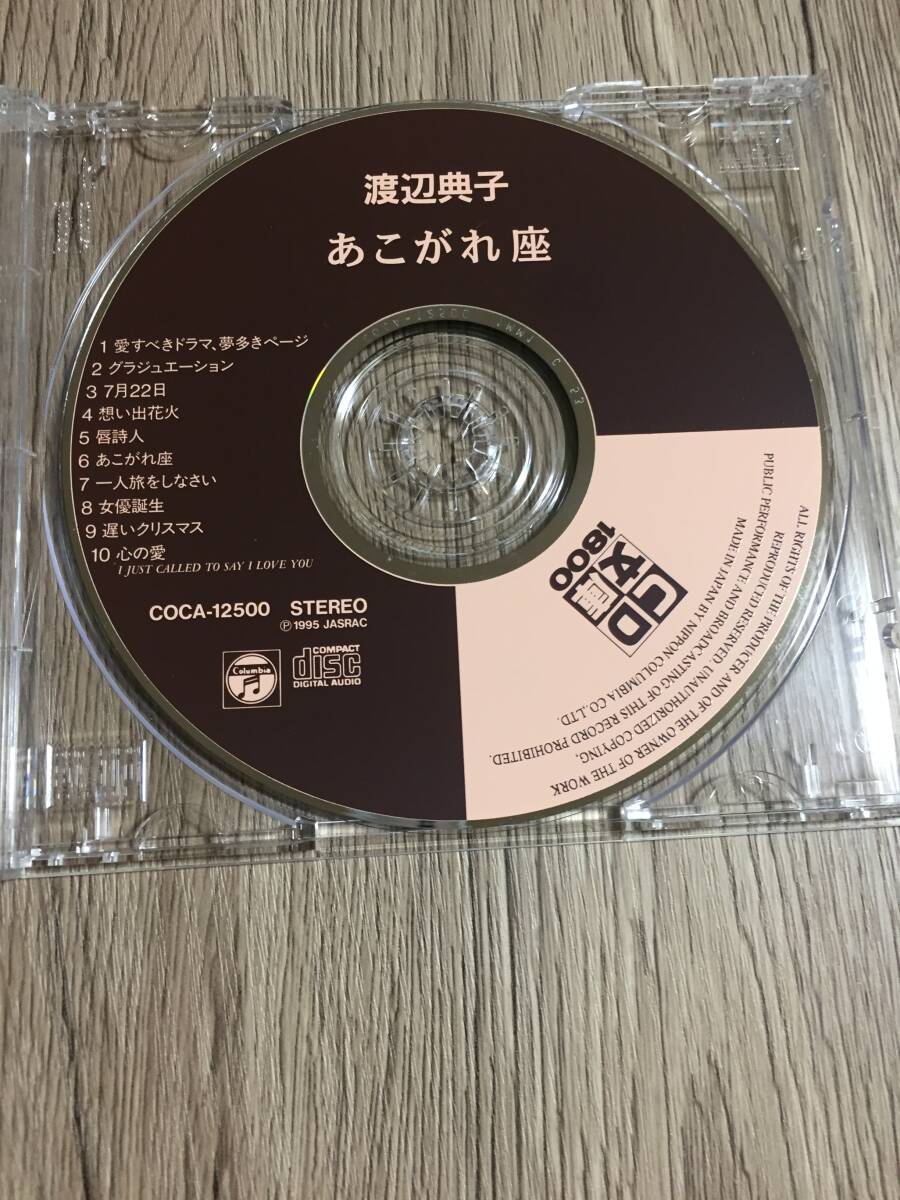 渡辺典子
あこがれ座
1 愛すべきドラマ、夢多きページ
2 グラジュエーション
3 7月22日
4 想い出花火
5 唇詩人
6 あこがれ座
7 一人旅をしなさい
8 女優誕生
9 遅いクリスマス
10 心の愛
I JUST CALLED TO SAY I LOVE YOU
COCA-12500 STEREO
Ⓟ1995 JASRAC
Columbia
COMPACT
disc
DIGITAL AUDIO
CD文庫
1800
ALL RIGHTS OF THE PRODUCER AND OF THE OWNER OF THE WORK
REPRODUCED RESERVED. UNAUTHORIZED COPYING,
PUBLIC PERFORMANCE AND BROADCASTING OF THIS RECORD PROHIBITED.
MADE IN JAPAN BY NIPPON COLUMBIA CO.,LTD.